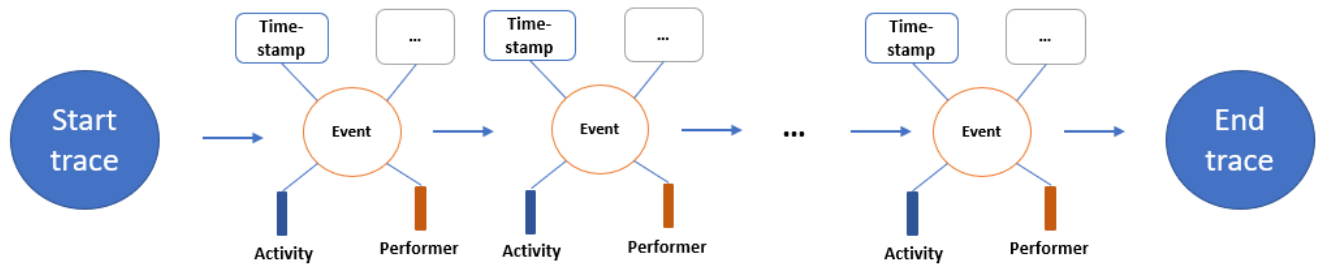 Start
trace
Time-
stamp
...
Event
Activity
Performer
Time-
stamp
...
Event
Activity
Performer
...
Time-
stamp
...
Event
Activity
Performer
End
trace